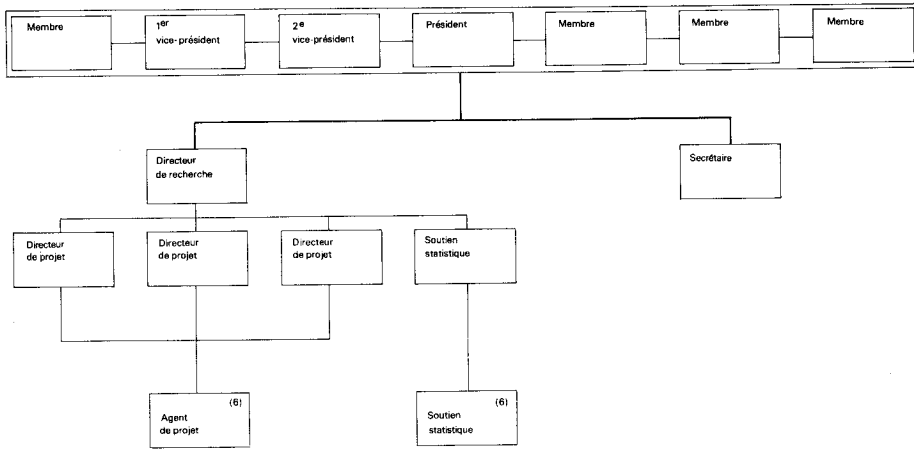 Membre
1er
vice-président
2e
vice-président
Président
Membre
Membre
Membre
Directeur
de recherche
Secrétaire
Directeur
de projet
Directeur
de projet
Directeur
de projet
Soutien
statistique
(6)
Agent
de projet
(6)
Soutien
statistique